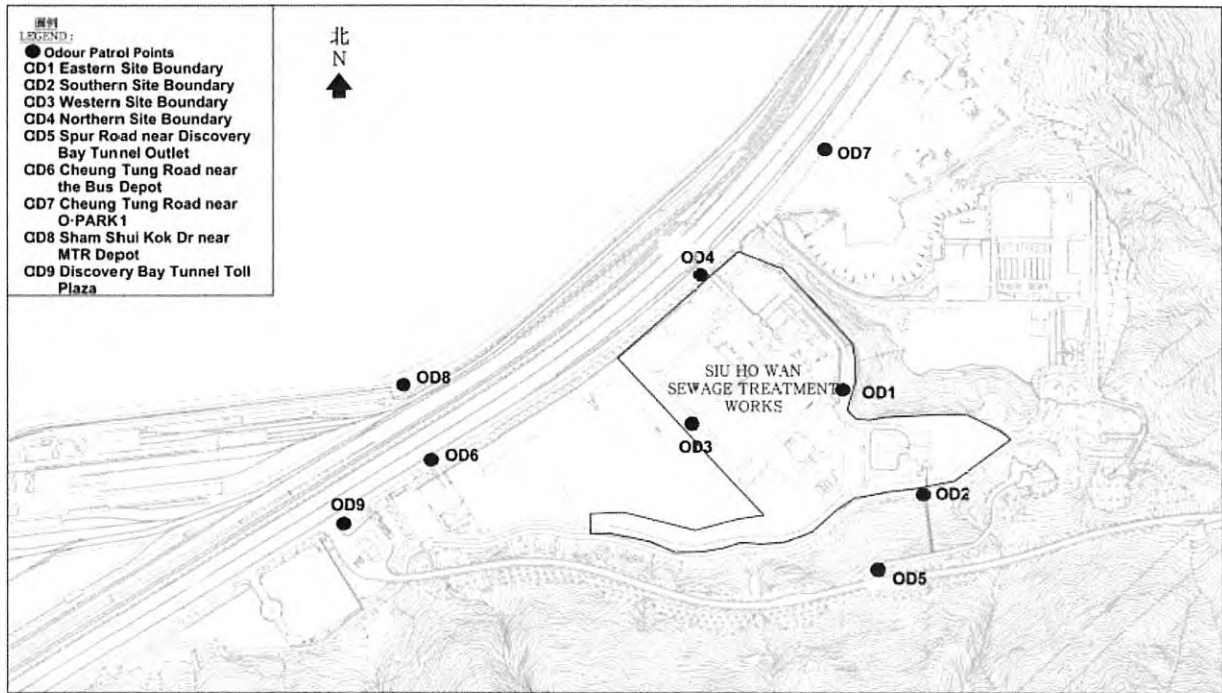 圖例
LEGEND :
Odour Patrol Points
OD1 Eastern Site Boundary
OD2 Southern Site Boundary
OD3 Western Site Boundary
OD4 Northern Site Boundary
OD5 Spur Road near Discovery
Bay Tunnel Outlet
OD6 Cheung Tung Road near
the Bus Depot
OD7 Cheung Tung Road near
O·PARK1
OD8 Sham Shui Kok Dr near
MTR Depot
OD9 Discovery Bay Tunnel Toll
Plaza
北
N
OD7
OD4
OD8
SIU HO WAN
SEWAGE TREATMENT
WORKS
OD1
OD3
OD6
OD2
OD9
OD5